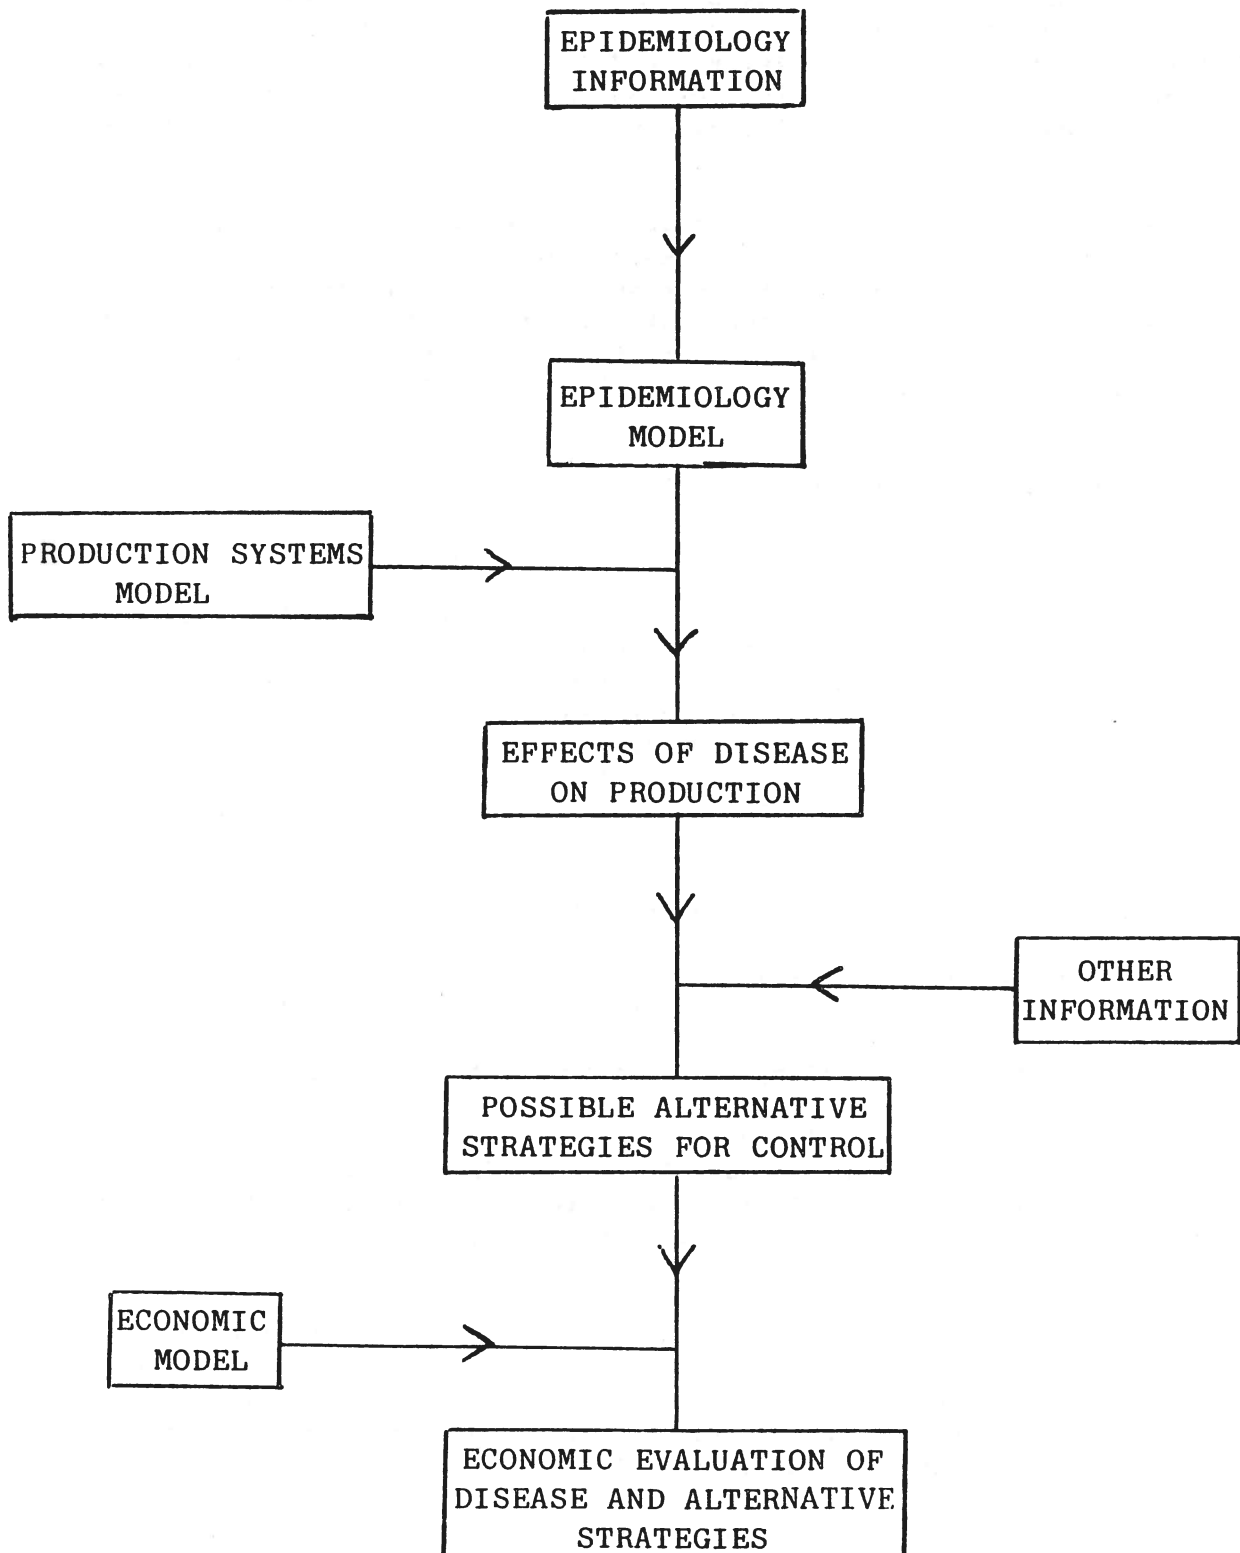 EPIDEMIOLOGY
INFORMATION
EPIDEMIOLOGY
MODEL
PRODUCTION SYSTEMS
MODEL
EFFECTS OF DISEASE
ON PRODUCTION
OTHER
INFORMATION
POSSIBLE ALTERNATIVE
STRATEGIES FOR CONTROL
ECONOMIC
MODEL
ECONOMIC EVALUATION OF
DISEASE AND ALTERNATIVE
STRATEGIES